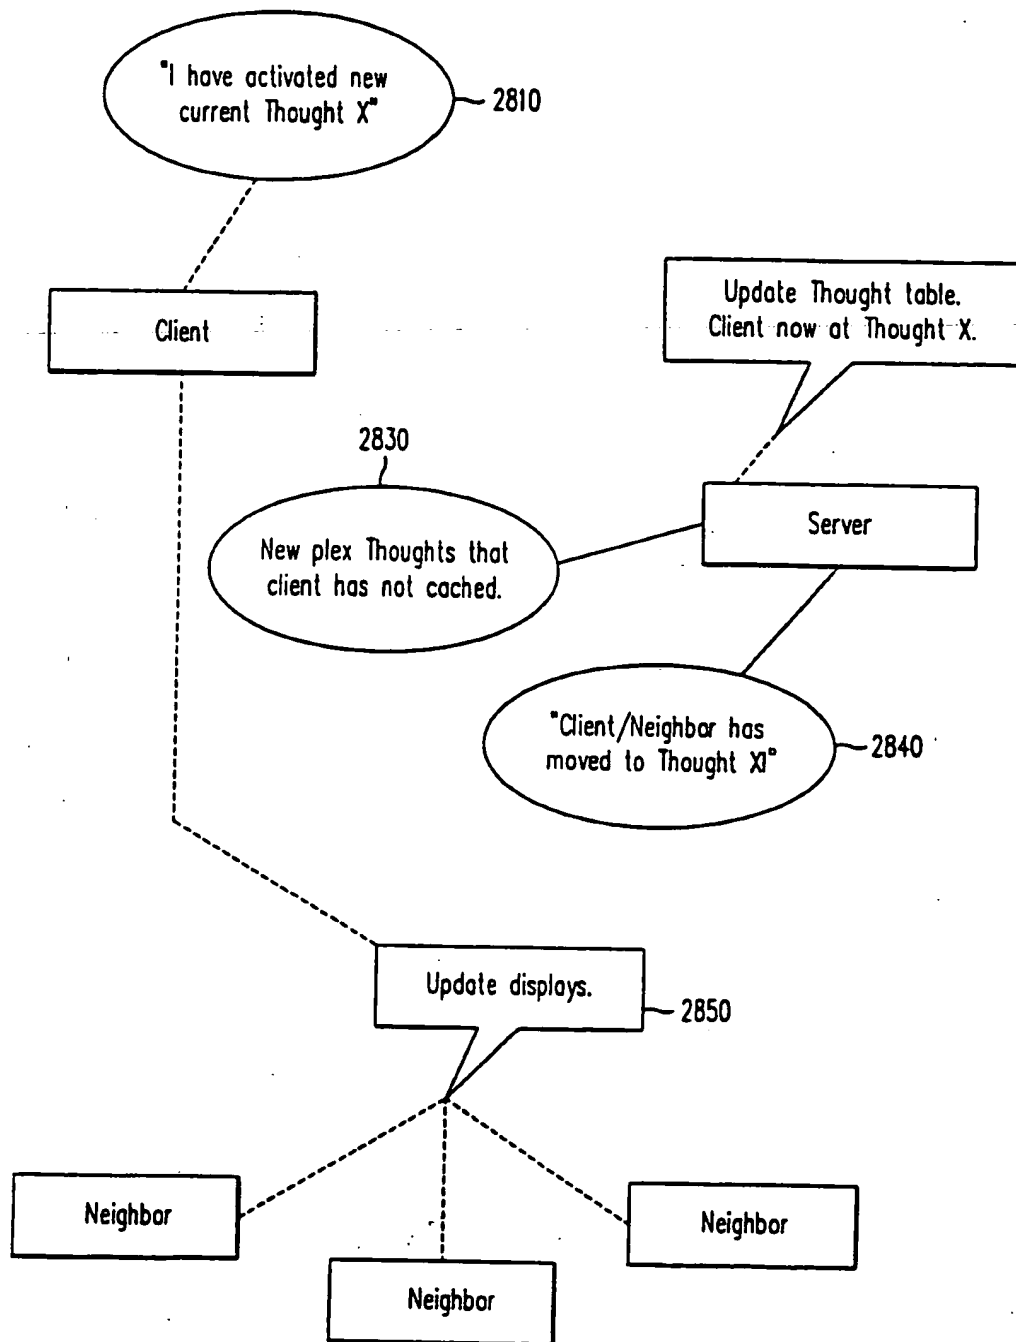 "I have activated new
current Thought X"
2810
Client
Update Thought table.
Client now at Thought X.
2830
New plex Thoughts that
client has not cached.
Server
"Client/Neighbor has
moved to Thought X!"
2840
Update displays.
2850
Neighbor
Neighbor
Neighbor